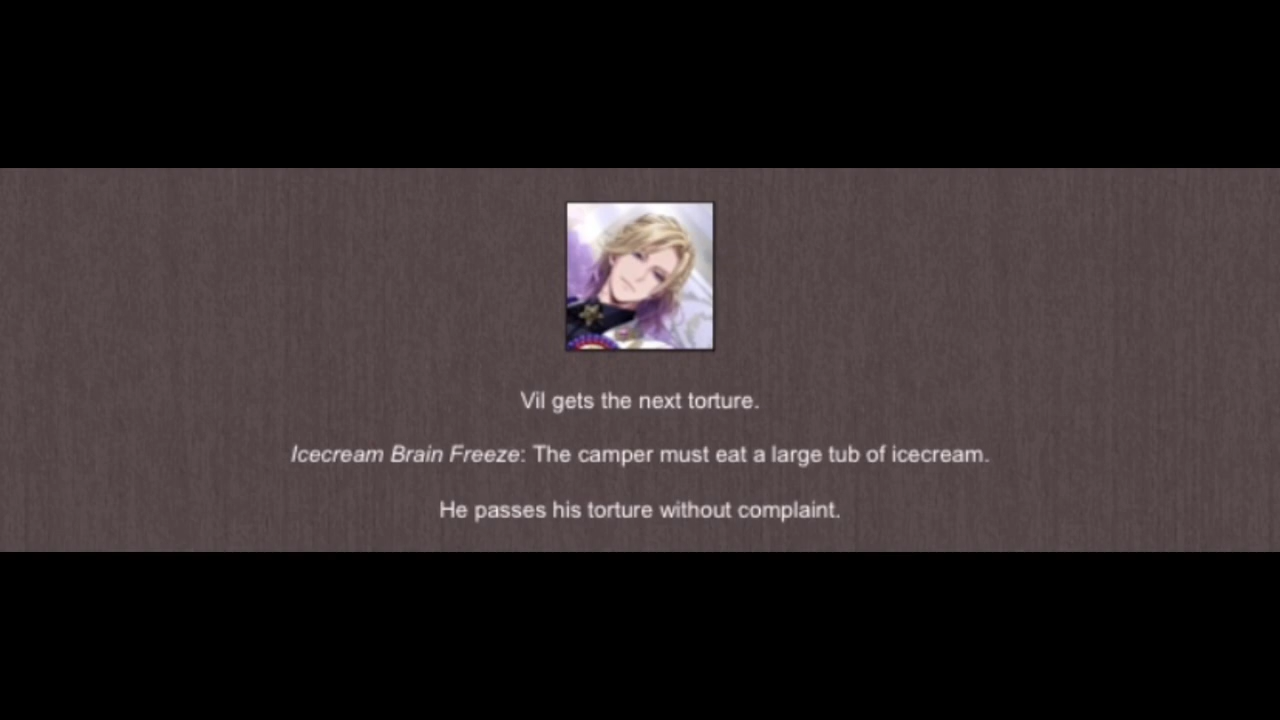 Vil gets the next torture.
Icecream Brain Freeze: The camper must eat a large tub of icecream.
He passes his torture without complaint.